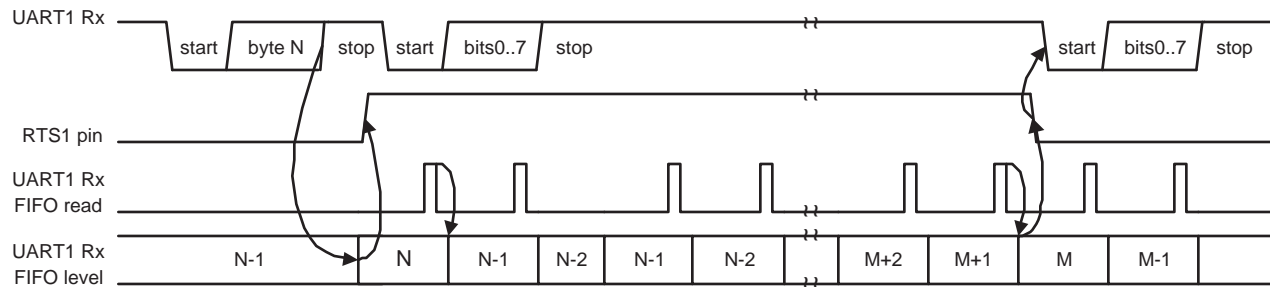 UART1 Rx
start byte N stop start bits0..7 stop start bits0..7 stop
RTS1 pin
UART1 Rx
FIFO read
UART1 Rx
FIFO level
N-1 N N-1 N-2 N-1 N-2 M+2 M+1 M M-1